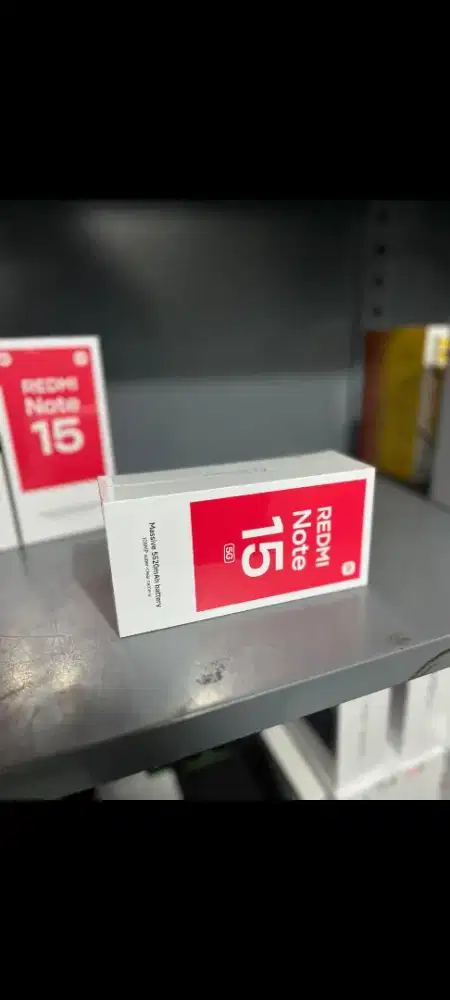 REDMI
Note
15
REDMI
Note
15
5G
Massive 5520mAh battery